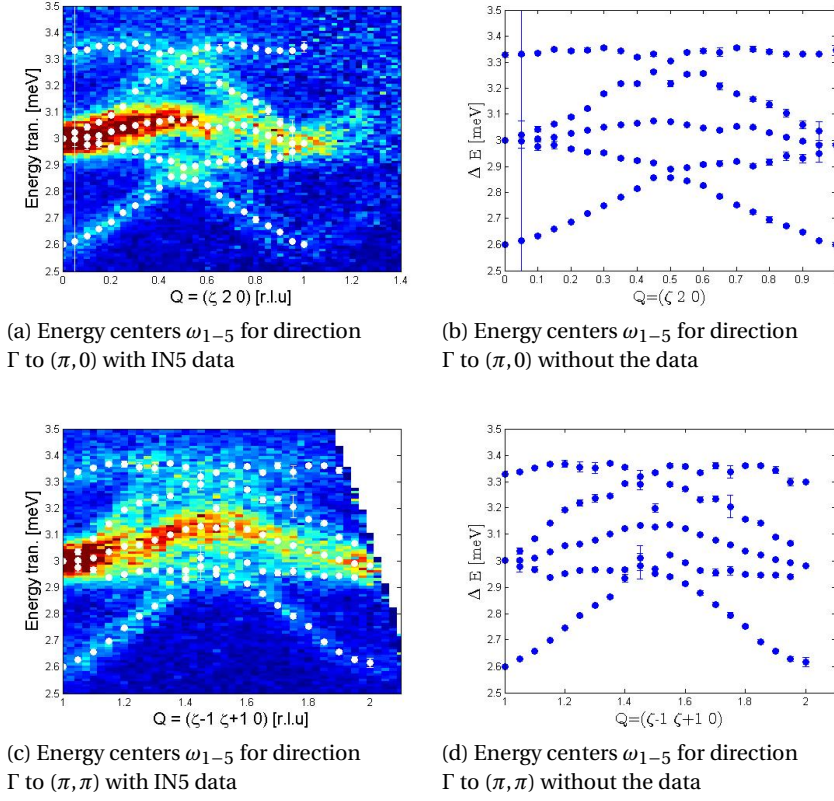 3.5
3.4
3.3
3.2
3.1
3
2.9
2.8
2.7
2.6
2.5
Energy tran. [meV]
0 0.2 0.4 0.6 0.8 1 1.2 1.4
Q = (ζ 2 0) [r.l.u]
3.5
3.4
3.3
3.2
3.1
3
2.9
2.8
2.7
2.6
2.5
Δ E [meV]
0 0.1 0.2 0.3 0.4 0.5 0.6 0.7 0.8 0.9
Q=(ζ 2 0)
(a) Energy centers ω₁₋₅ for direction
Γ to (π,0) with IN5 data
(b) Energy centers ω₁₋₅ for direction
Γ to (π,0) without the data
3.5
3.4
3.3
3.2
3.1
3
2.9
2.8
2.7
2.6
2.5
Energy tran. [meV]
1 1.2 1.4 1.6 1.8 2
Q = (ζ-1 ζ+1 0) [r.l.u]
3.5
3.4
3.3
3.2
3.1
3
2.9
2.8
2.7
2.6
2.5
Δ E [meV]
1 1.2 1.4 1.6 1.8 2
Q=(ζ-1 ζ+1 0)
(c) Energy centers ω₁₋₅ for direction
Γ to (π,π) with IN5 data
(d) Energy centers ω₁₋₅ for direction
Γ to (π,π) without the data